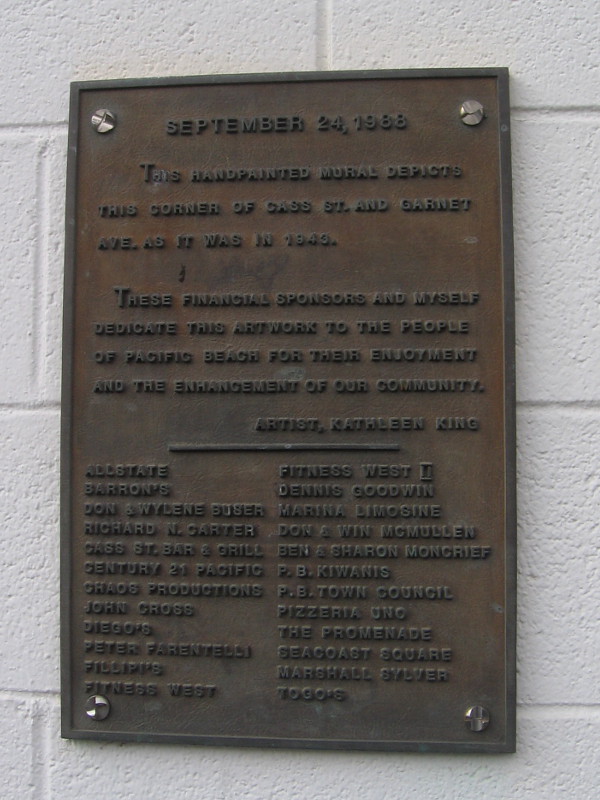 SEPTEMBER 24, 1988
THIS HANDPAINTED MURAL DEPICTS
THIS CORNER OF CASS ST. AND GARNET
AVE. AS IT WAS IN 1943.
THESE FINANCIAL SPONSORS AND MYSELF
DEDICATE THIS ARTWORK TO THE PEOPLE
OF PACIFIC BEACH FOR THEIR ENJOYMENT
AND THE ENHANCEMENT OF OUR COMMUNITY.
ARTIST, KATHLEEN KING
ALLSTATE
BARRON'S
DON & WYLENE BUSER
RICHARD N. CARTER
CASS ST. BAR & GRILL
CENTURY 21 PACIFIC
CHAOS PRODUCTIONS
JOHN CROSS
DIEGO'S
PETER FARENTELLI
FILLIPI'S
FITNESS WEST
FITNESS WEST II
DENNIS GOODWIN
MARINA LIMOSINE
DON & WIN MCMULLEN
BEN & SHARON MONCRIEF
P.B. KIWANIS
P.B. TOWN COUNCIL
PIZZERIA UNO
THE PROMENADE
SEACOAST SQUARE
MARSHALL SYLVER
TOGO'S